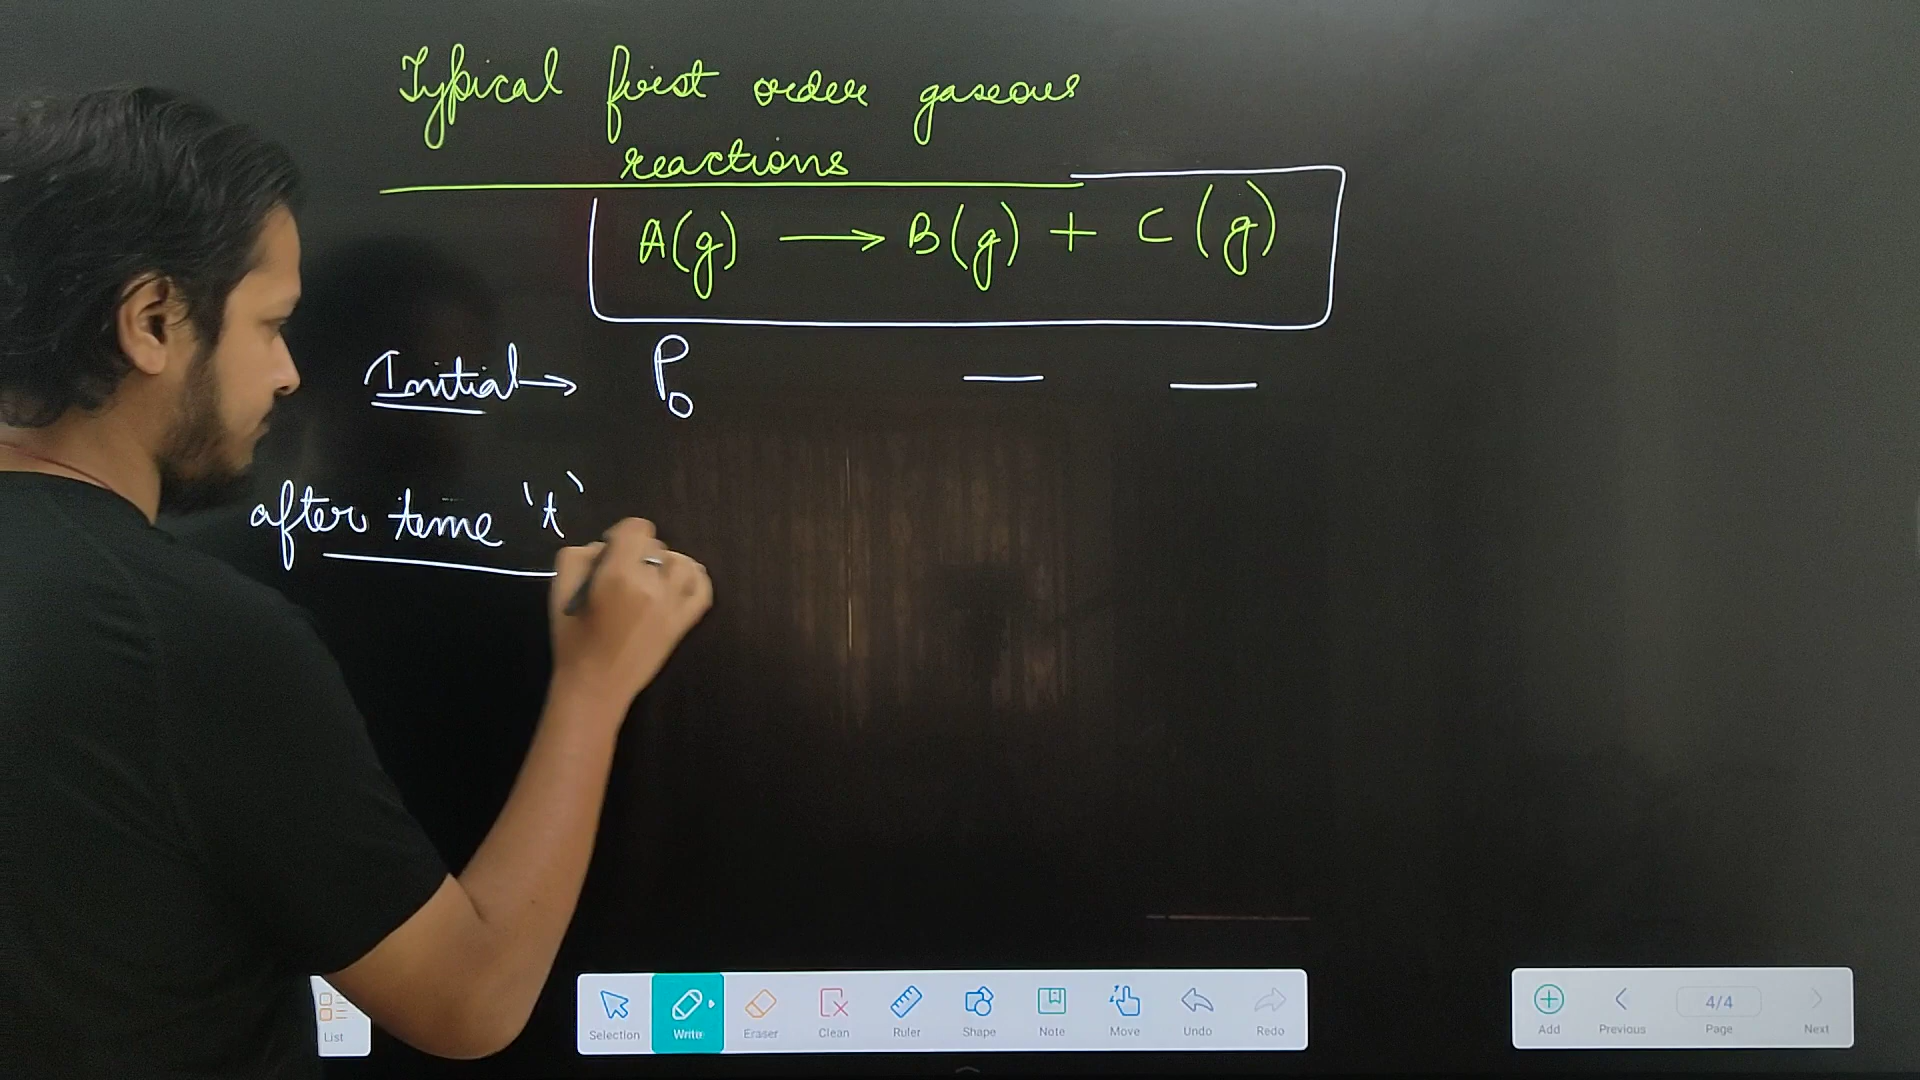 Typical first order gaseous
reactions
A(g) ⟶ B(g) + C(g)
Initial → P₀ — —
after time 't'
List
Selection Write Eraser Clean Ruler Shape Note Move Undo Redo
Add Previous 4/4 Page Next